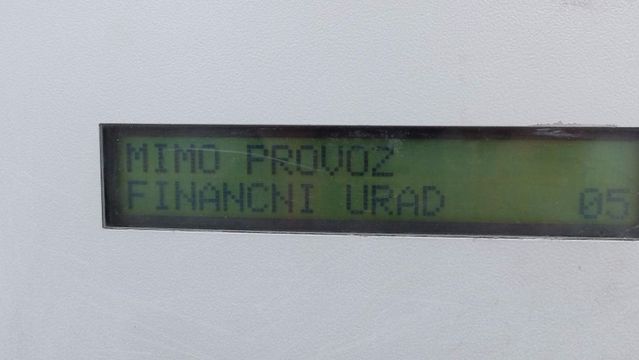 MIMO PROVOZ
FINANCNI URAD 05